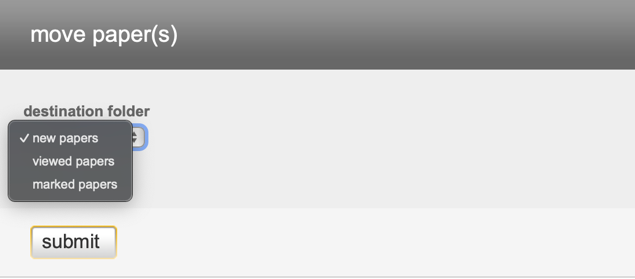 move paper(s)
destination folder
✓ new papers
viewed papers
marked papers
submit